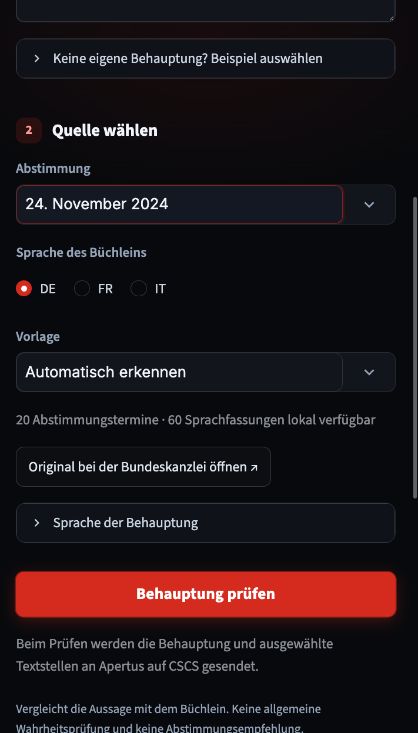 Keine eigene Behauptung? Beispiel auswählen
2 Quelle wählen
Abstimmung
24. November 2024
Sprache des Büchleins
DE FR IT
Vorlage
Automatisch erkennen
20 Abstimmungstermine · 60 Sprachfassungen lokal verfügbar
Original bei der Bundeskanzlei öffnen ↗
Sprache der Behauptung
Behauptung prüfen
Beim Prüfen werden die Behauptung und ausgewählte
Textstellen an Apertus auf CSCS gesendet.
Vergleicht die Aussage mit dem Büchlein. Keine allgemeine
Wahrheitsprüfung und keine Abstimmungsempfehlung.